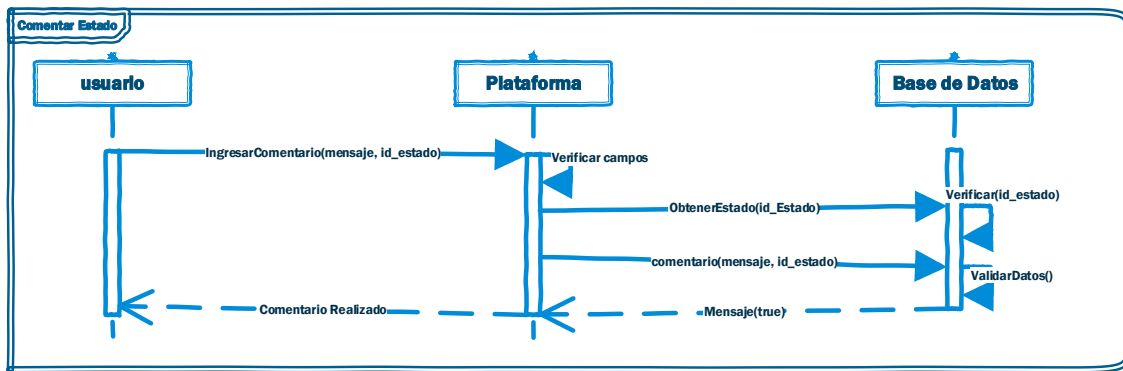 Comentar Estado
usuario
Plataforma
Base de Datos
IngresarComentario(mensaje, id_estado)
Verificar campos
Verificar(id_estado)
ObtenerEstado(id_Estado)
comentario(mensaje, id_estado)
ValidarDatos()
Comentario Realizado
Mensaje(true)